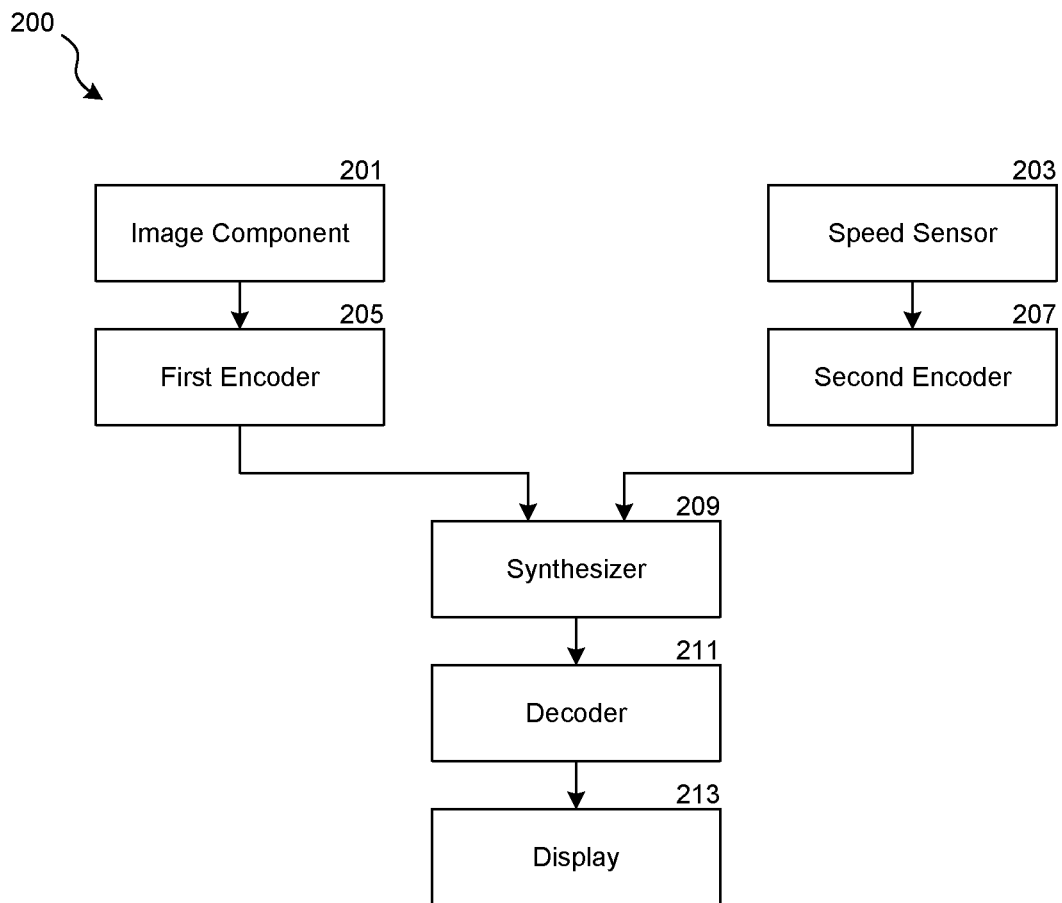 200
201
203
Image Component
Speed Sensor
205
207
First Encoder
Second Encoder
209
Synthesizer
211
Decoder
213
Display